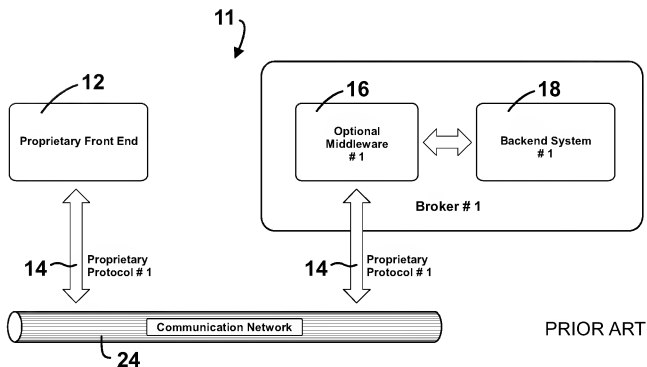 11
12
Proprietary Front End
16
Optional
Middleware
# 1
18
Backend System
# 1
Broker # 1
14
Proprietary
Protocol # 1
14
Proprietary
Protocol # 1
Communication Network
24
PRIOR ART